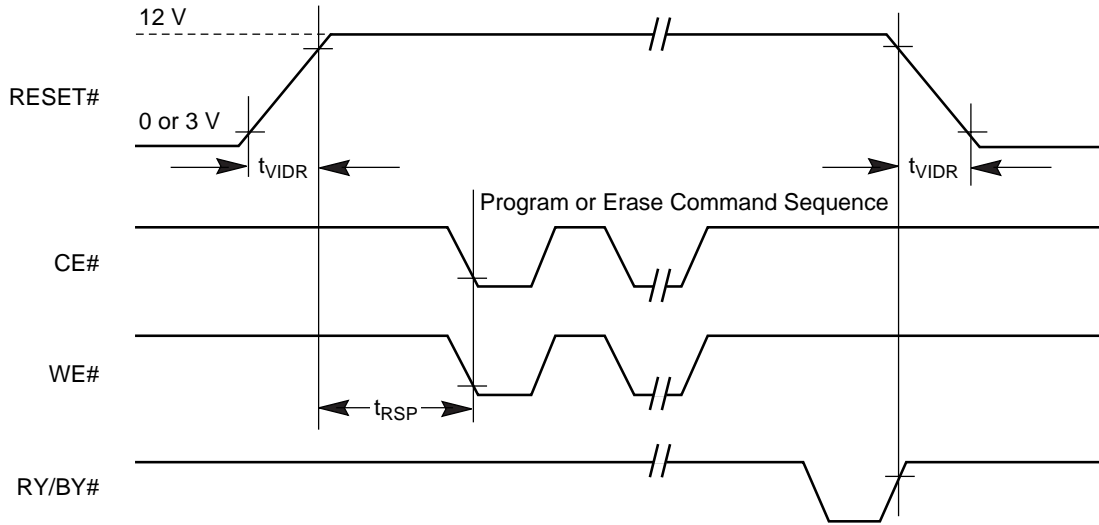 12 V
RESET#
0 or 3 V
tVIDR
tVIDR
Program or Erase Command Sequence
CE#
WE#
tRSP
RY/BY#